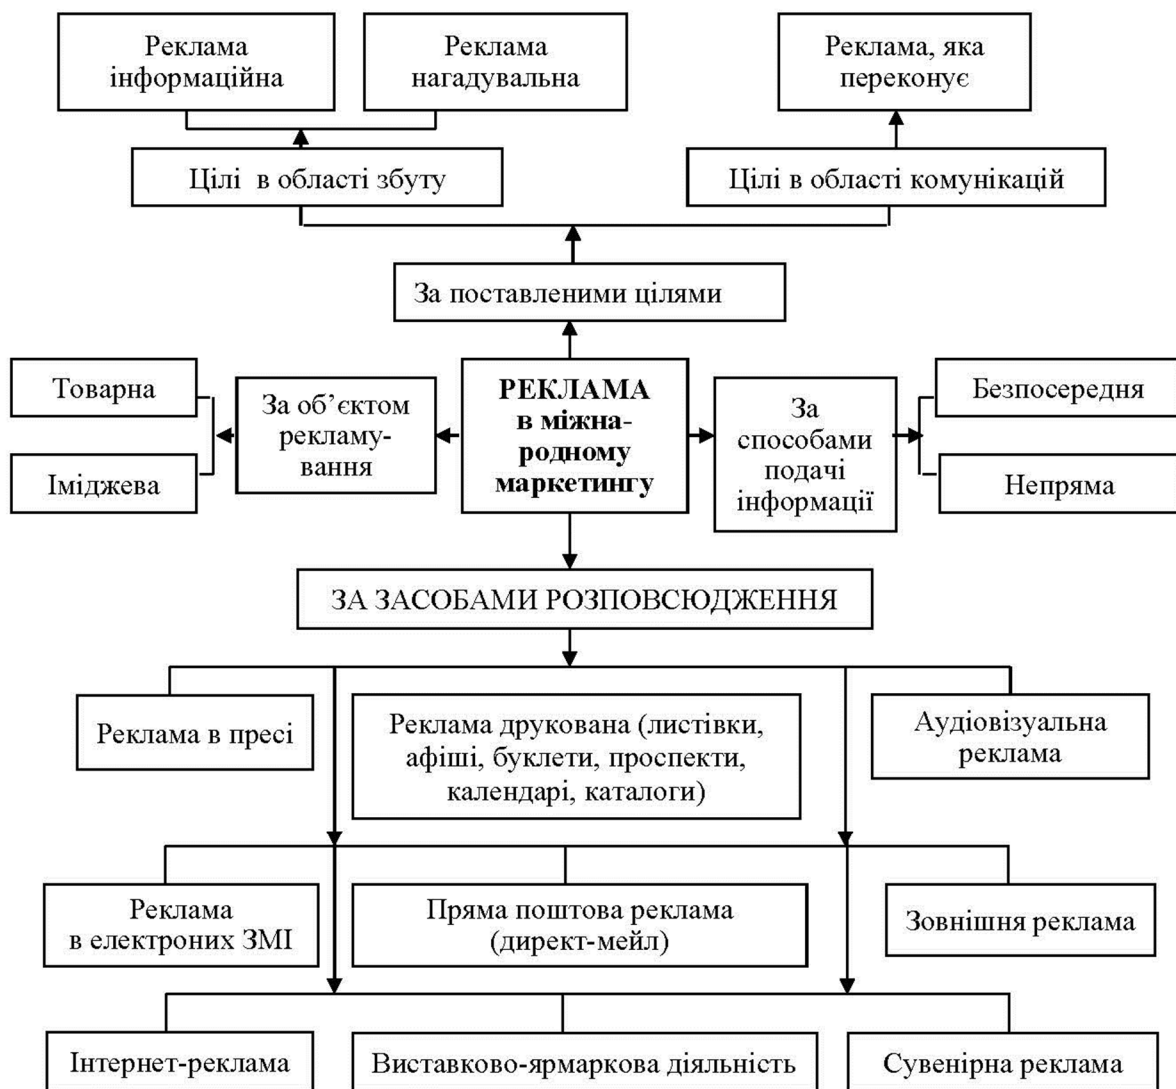 Реклама
інформаційна
Реклама
нагадувальна
Реклама, яка
переконує
Цілі в області збуту
Цілі в області комунікацій
За поставленими цілями
Товарна
Іміджева
За об’єктом
рекламу-
вання
РЕКЛАМА
в міжна-
родному
маркетингу
За
способами
подачі
інформації
Безпосередня
Непряма
ЗА ЗАСОБАМИ РОЗПОВСЮДЖЕННЯ
Реклама в пресі
Реклама друкована (листівки,
афіші, буклети, проспекти,
календарі, каталоги)
Аудіовізуальна
реклама
Реклама
в електроних ЗМІ
Пряма поштова реклама
(директ-мейл)
Зовнішня реклама
Інтернет-реклама
Виставково-ярмаркова діяльність
Сувенірна реклама